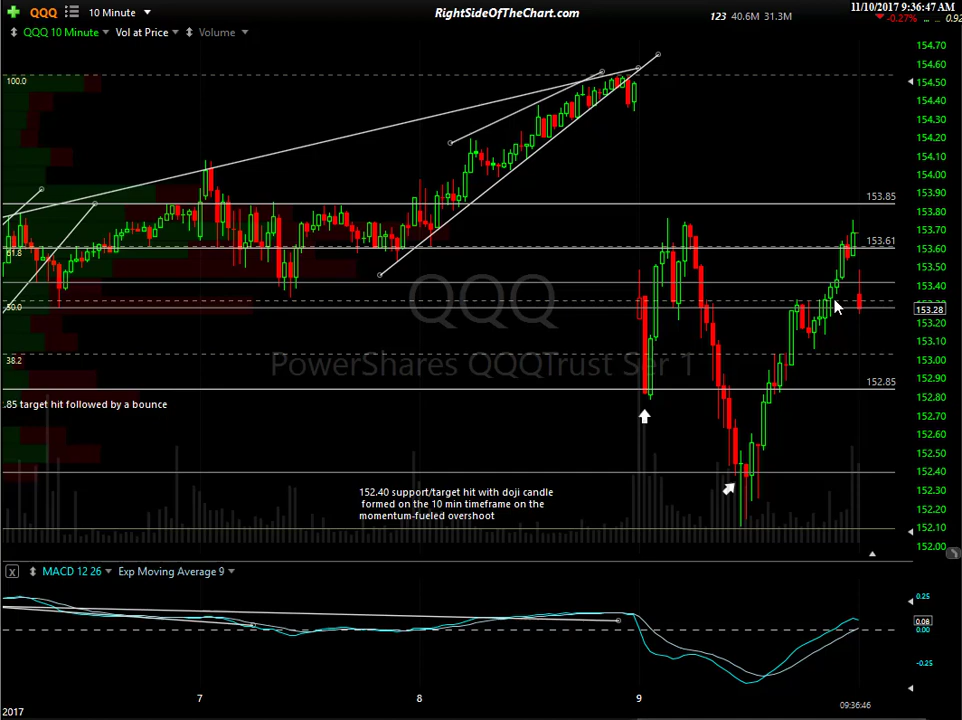 QQQ 10 Minute
RightSideOfTheChart.com
123 40.6M 31.3M
11/10/2017 9:36:47 AM
-0.27% ... 0.92
QQQ 10 Minute Vol at Price Volume
154.70
154.60
154.50
154.40
154.30
154.20
154.10
154.00
153.90
153.80
153.70
153.60
153.50
153.40
153.28
153.20
153.10
153.00
152.90
152.80
152.70
152.60
152.50
152.40
152.30
152.20
152.10
152.00
100.0
61.8
50.0
38.2
153.85
153.61
152.85
QQQ
PowerShares QQQTrust Ser 1
.85 target hit followed by a bounce
152.40 support/target hit with doji candle
formed on the 10 min timeframe on the
momentum-fueled overshoot
X MACD 12 26 Exp Moving Average 9
0.25
0.08
0.00
-0.25
7 8 9
2017
09:36:46